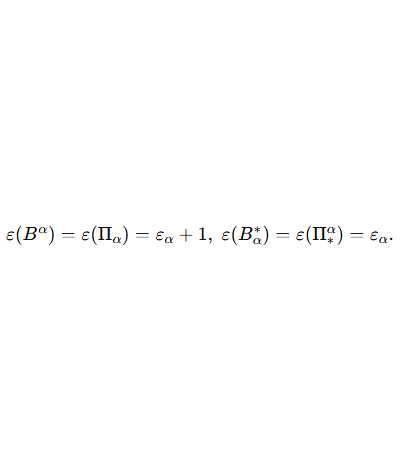 ε(B^α) = ε(Π_α) = ε_α + 1, ε(B^*_α) = ε(Π^α_*) = ε_α.